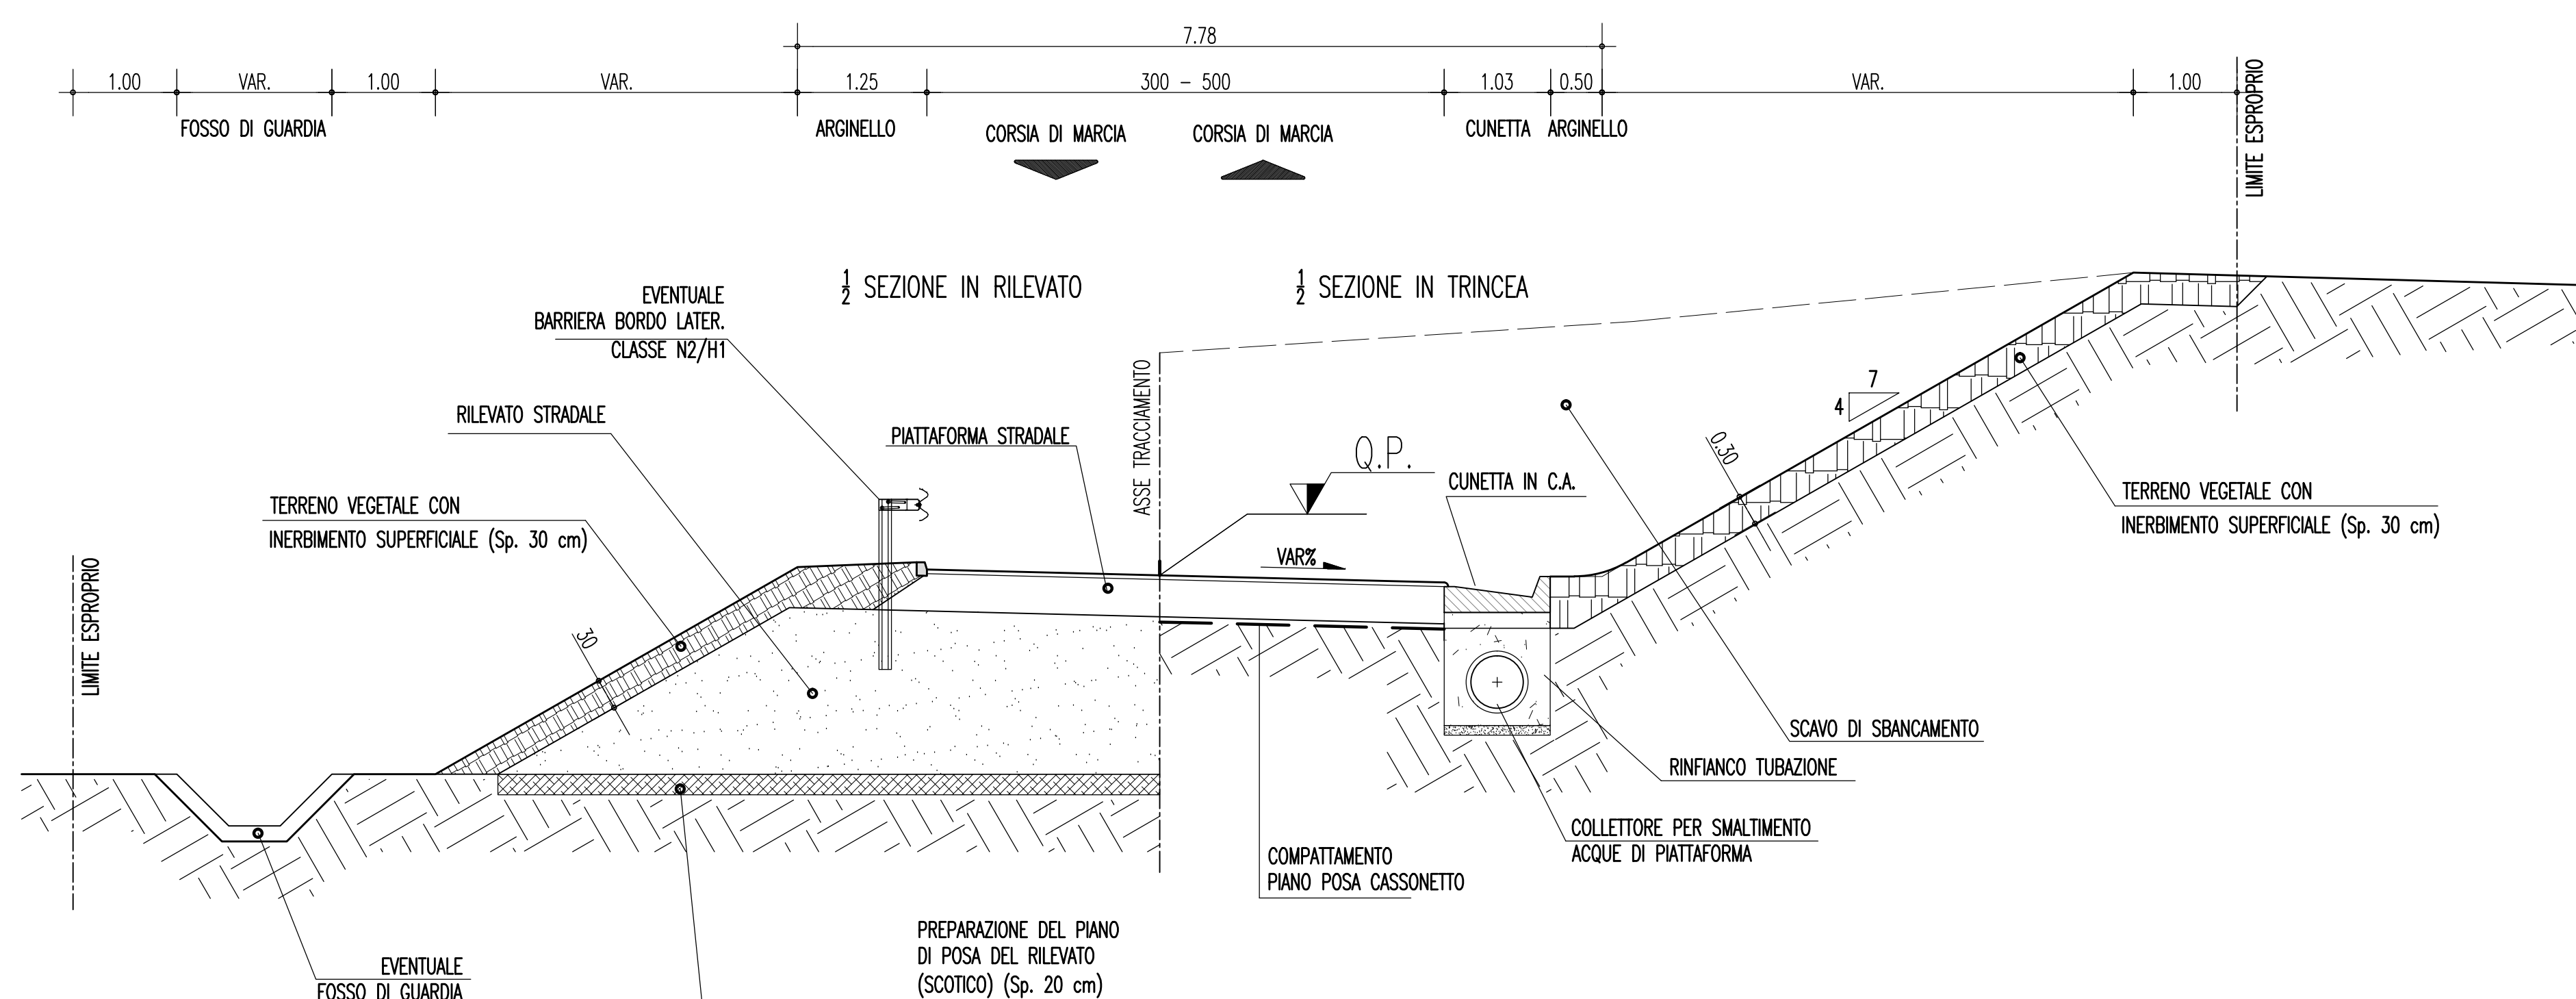 7.78
1.00 VAR. 1.00 VAR. 1.25 300 - 500 1.03 0.50 VAR. 1.00
FOSSO DI GUARDIA ARGINELLO CORSIA DI MARCIA CORSIA DI MARCIA CUNETTA ARGINELLO
LIMITE ESPROPRIO
1/2 SEZIONE IN RILEVATO
1/2 SEZIONE IN TRINCEA
EVENTUALE
BARRIERA BORDO LATER.
CLASSE N2/H1
RILEVATO STRADALE
PIATTAFORMA STRADALE
ASSE TRACCIAMENTO
Q.P.
7
4
0.30
CUNETTA IN C.A.
TERRENO VEGETALE CON
INERBIMENTO SUPERFICIALE (Sp. 30 cm)
TERRENO VEGETALE CON
INERBIMENTO SUPERFICIALE (Sp. 30 cm)
VAR%
LIMITE ESPROPRIO
30
SCAVO DI SBANCAMENTO
RINFIANCO TUBAZIONE
COLLETTORE PER SMALTIMENTO
ACQUE DI PIATTAFORMA
COMPATTAMENTO
PIANO POSA CASSONETTO
PREPARAZIONE DEL PIANO
DI POSA DEL RILEVATO
(SCOTICO) (Sp. 20 cm)
EVENTUALE
FOSSO DI GUARDIA